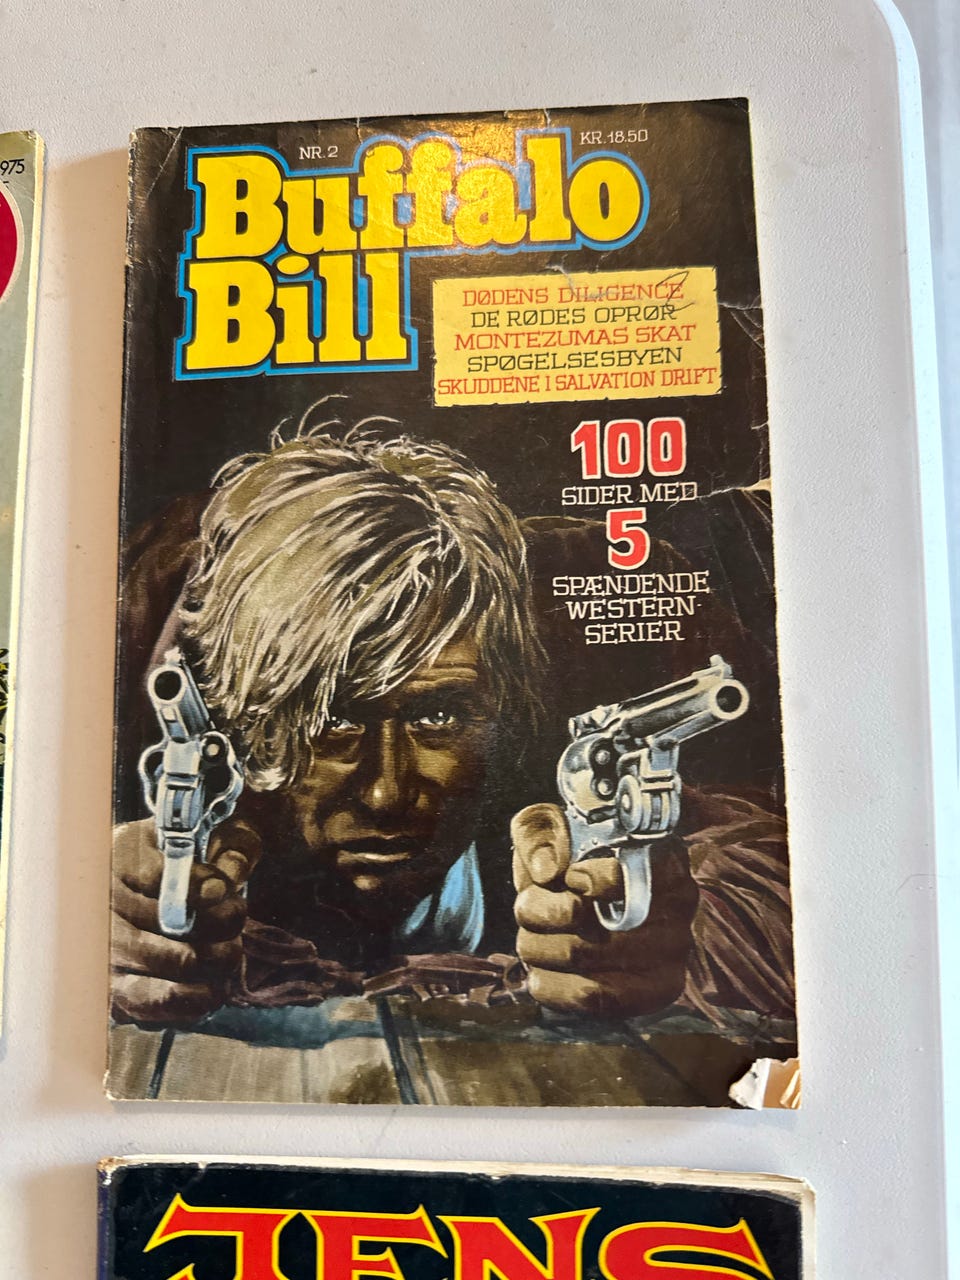 975
NR. 2
KR. 18.50
Buffalo
Bill
DØDENS DILIGENCE
DE RØDES OPRØR
MONTEZUMAS SKAT
SPØGELSESBYEN
SKUDDENE I SALVATION DRIFT
100
SIDER MED
5
SPÆNDENDE
WESTERN-
SERIER
JENS